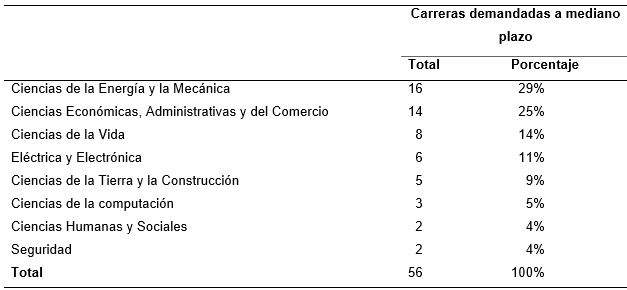 Carreras demandadas a mediano
plazo
Total Porcentaje
Ciencias de la Energía y la Mecánica 16 29%
Ciencias Económicas, Administrativas y del Comercio 14 25%
Ciencias de la Vida 8 14%
Eléctrica y Electrónica 6 11%
Ciencias de la Tierra y la Construcción 5 9%
Ciencias de la computación 3 5%
Ciencias Humanas y Sociales 2 4%
Seguridad 2 4%
Total 56 100%